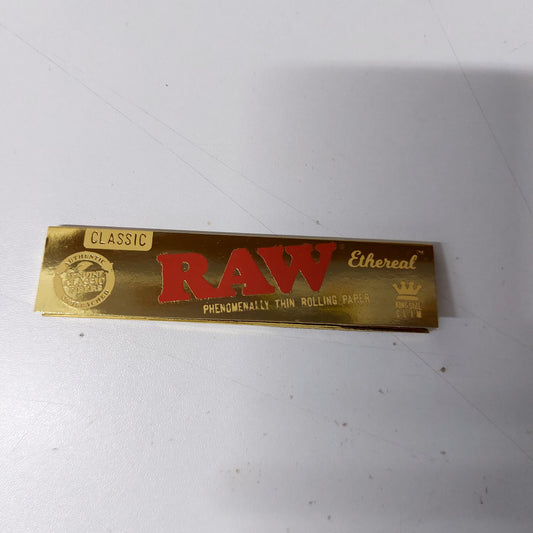 CLASSIC
AUTHENTIC
RAW®
Ethereal
PHENOMENALLY THIN ROLLING PAPER
KING SIZE
SLIM